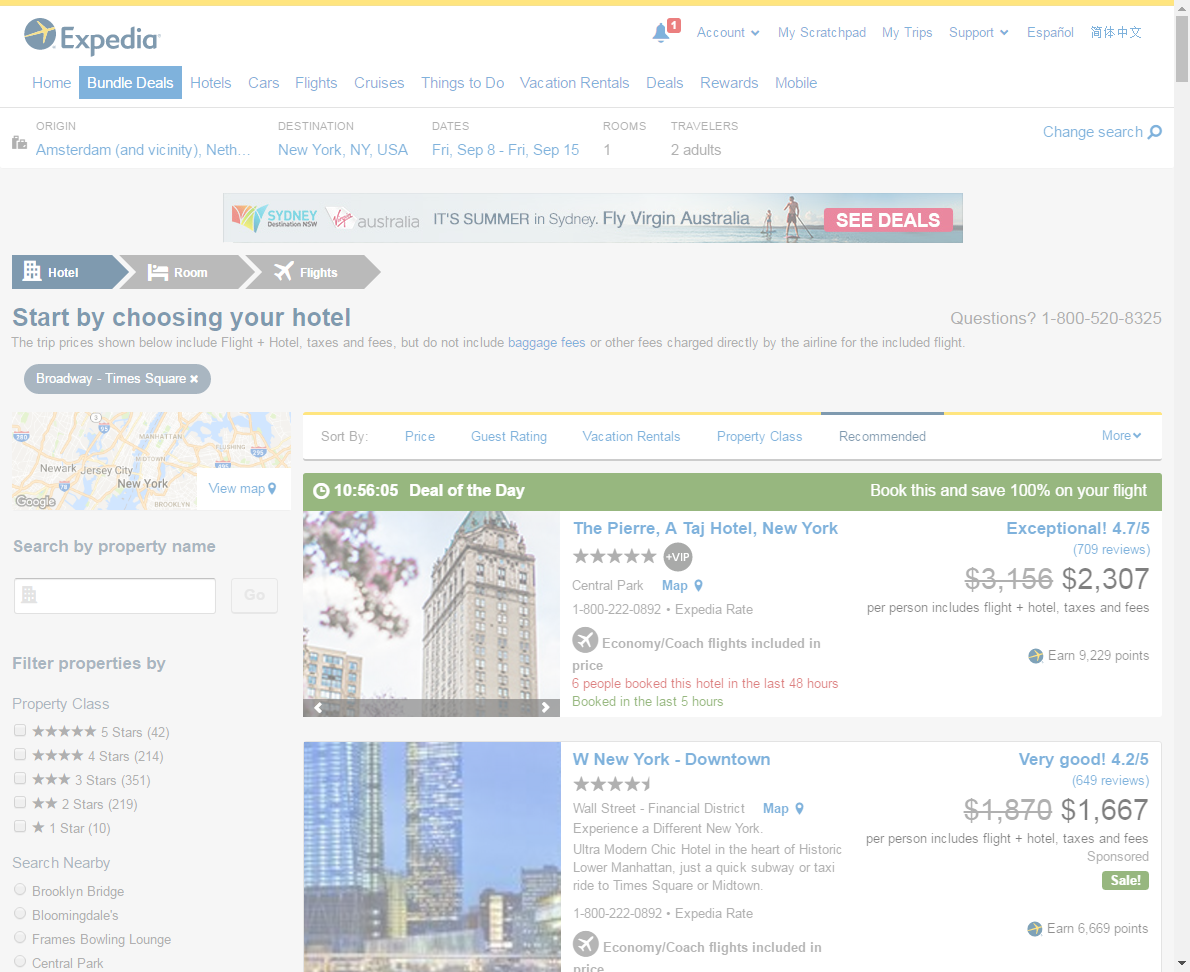 Expedia
1
Account
My Scratchpad
My Trips
Support
Español
简体中文
Home
Bundle Deals
Hotels
Cars
Flights
Cruises
Things to Do
Vacation Rentals
Deals
Rewards
Mobile
ORIGIN
Amsterdam (and vicinity), Neth...
DESTINATION
New York, NY, USA
DATES
Fri, Sep 8 - Fri, Sep 15
ROOMS
1
TRAVELERS
2 adults
Change search
SYDNEY
Destination NSW
Virgin australia
IT'S SUMMER in Sydney. Fly Virgin Australia
SEE DEALS
Hotel
Room
Flights
Start by choosing your hotel
Questions? 1-800-520-8325
The trip prices shown below include Flight + Hotel, taxes and fees, but do not include baggage fees or other fees charged directly by the airline for the included flight.
Broadway - Times Square ×
MANHATTAN
MIDTOWN
FLUSHING
Newark
Jersey City
New York
BROOKLYN
Google
View map
Search by property name
Go
Filter properties by
Property Class
5 Stars (42)
4 Stars (214)
3 Stars (351)
2 Stars (219)
1 Star (10)
Search Nearby
Brooklyn Bridge
Bloomingdale's
Frames Bowling Lounge
Central Park
Sort By:
Price
Guest Rating
Vacation Rentals
Property Class
Recommended
More
10:56:05 Deal of the Day
Book this and save 100% on your flight
The Pierre, A Taj Hotel, New York
+VIP
Central Park
Map
1-800-222-0892 • Expedia Rate
Economy/Coach flights included in
price
6 people booked this hotel in the last 48 hours
Booked in the last 5 hours
Exceptional! 4.7/5
(709 reviews)
$3,156 $2,307
per person includes flight + hotel, taxes and fees
Earn 9,229 points
W New York - Downtown
Wall Street - Financial District
Map
Experience a Different New York.
Ultra Modern Chic Hotel in the heart of Historic
Lower Manhattan, just a quick subway or taxi
ride to Times Square or Midtown.
1-800-222-0892 • Expedia Rate
Economy/Coach flights included in
price
Very good! 4.2/5
(649 reviews)
$1,870 $1,667
per person includes flight + hotel, taxes and fees
Sponsored
Sale!
Earn 6,669 points